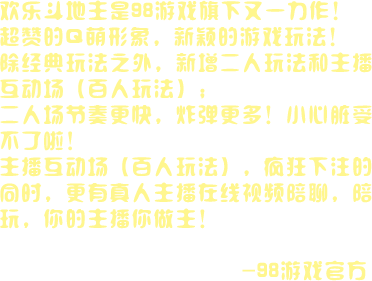 欢乐斗地主是98游戏旗下又一力作！
超赞的Q萌形象，新颖的游戏玩法！
除经典玩法之外，新增二人玩法和主播
互动场（百人玩法）；
二人场节奏更快，炸弹更多！小心脏受
不了啦！
主播互动场（百人玩法），疯狂下注的
同时，更有真人主播在线视频陪聊，陪
玩，你的主播你做主！
—98游戏官方